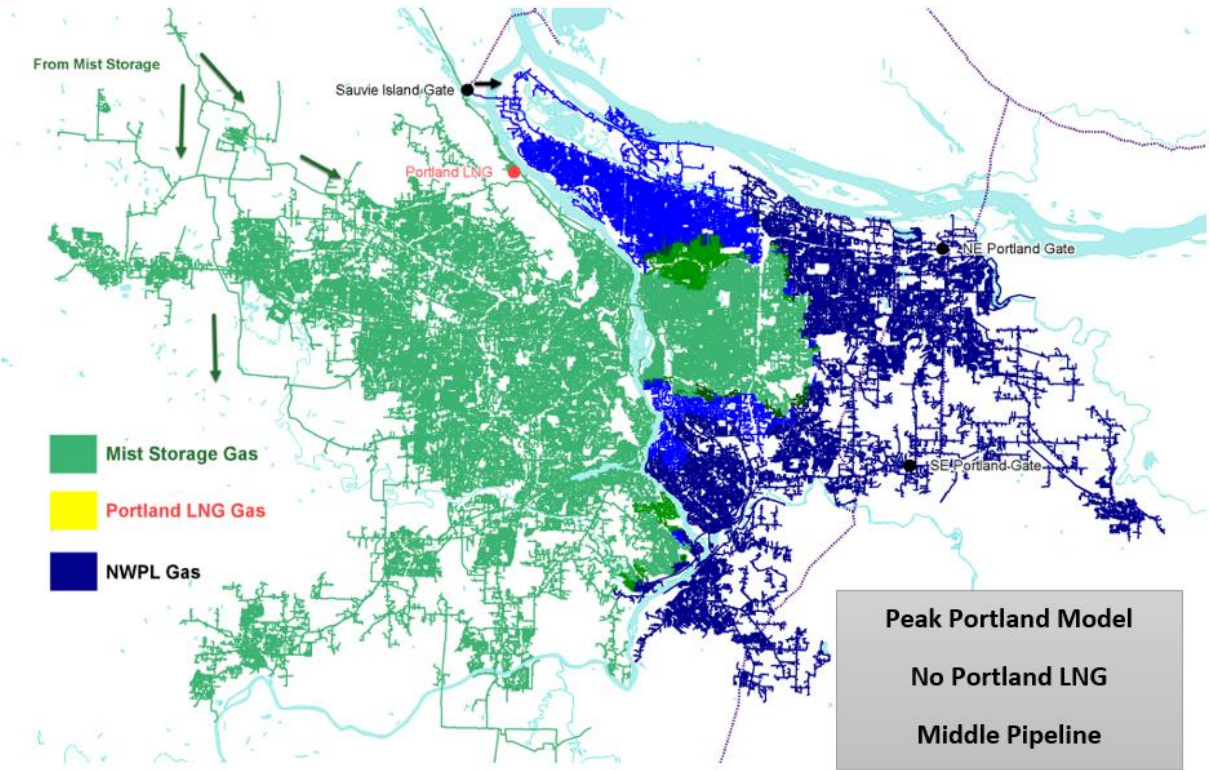 From Mist Storage
Sauvie Island Gate
Portland LNG
NE Portland Gate
SE Portland Gate
Mist Storage Gas
Portland LNG Gas
NWPL Gas
Peak Portland Model
No Portland LNG
Middle Pipeline